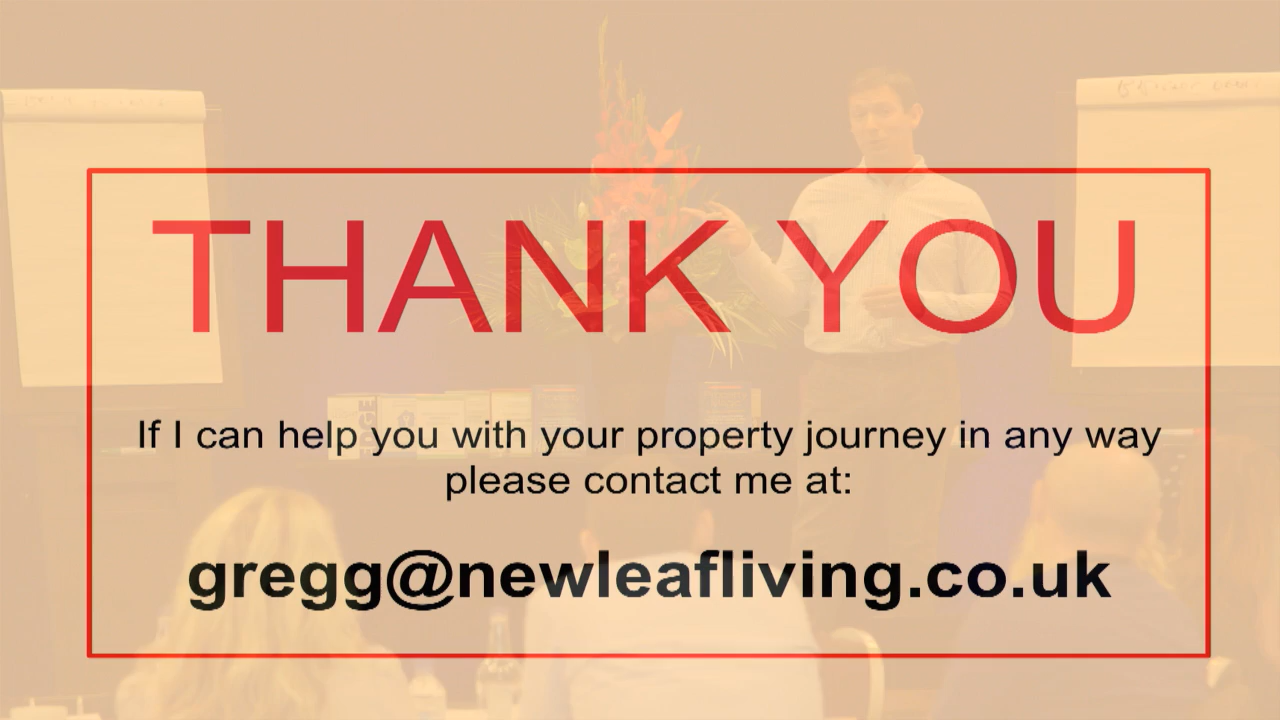 THANK YOU
If I can help you with your property journey in any way
please contact me at:
gregg@newleafliving.co.uk